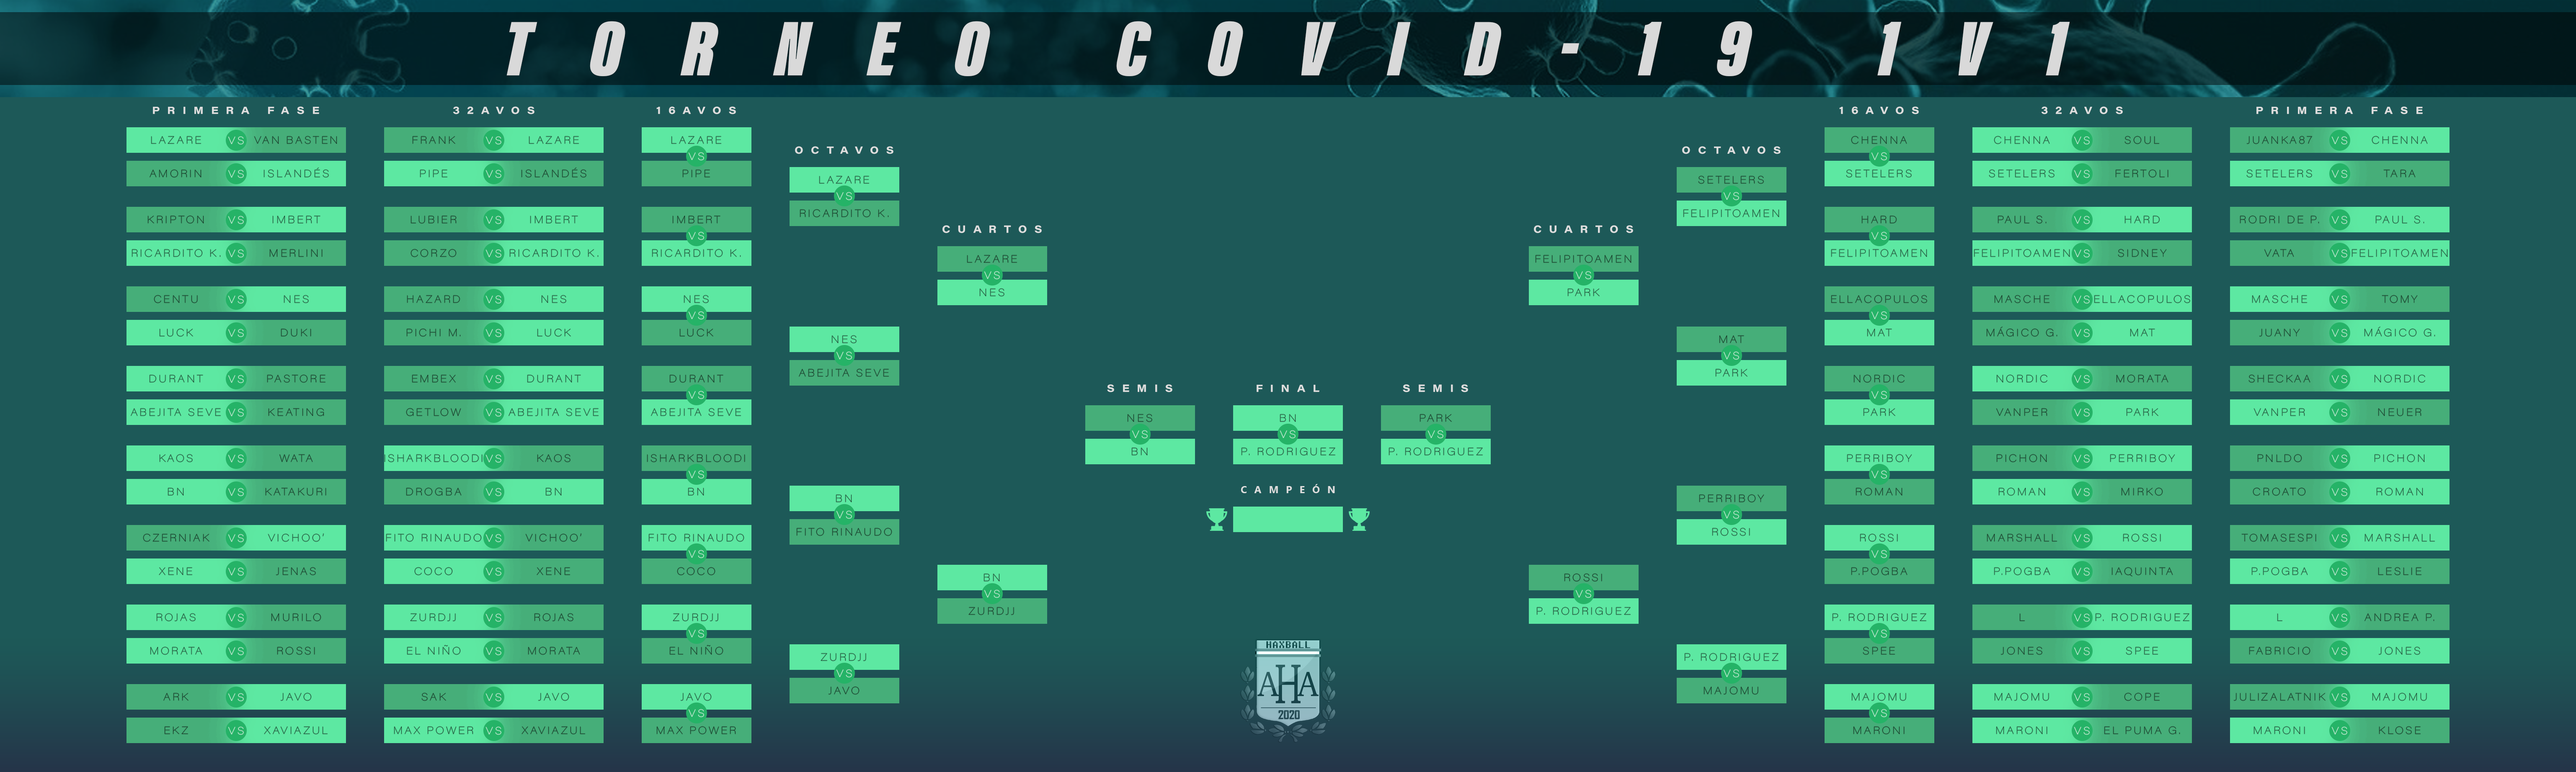 TORNEO COVID-19 1V1
PRIMERA FASE
LAZARE VS VAN BASTEN
AMORIN VS ISLANDÉS
KRIPTON VS IMBERT
RICARDITO K. VS MERLINI
CENTU VS NES
LUCK VS DUKI
DURANT VS PASTORE
ABEJITA SEVE VS KEATING
KAOS VS WATA
BN VS KATAKURI
CZERNIAK VS VICHOO'
XENE VS JENAS
ROJAS VS MURILO
MORATA VS ROSSI
ARK VS JAVO
EKZ VS XAVIAZUL
32AVOS
FRANK VS LAZARE
PIPE VS ISLANDÉS
LUBIER VS IMBERT
CORZO VS RICARDITO K.
HAZARD VS NES
PICHI M. VS LUCK
EMBEX VS DURANT
GETLOW VS ABEJITA SEVE
ISHARKBLOODI VS KAOS
DROGBA VS BN
FITO RINAUDO VS VICHOO'
COCO VS XENE
ZURDJJ VS ROJAS
EL NIÑO VS MORATA
SAK VS JAVO
MAX POWER VS XAVIAZUL
16AVOS
LAZARE
VS
PIPE
IMBERT
VS
RICARDITO K.
NES
VS
LUCK
DURANT
VS
ABEJITA SEVE
ISHARKBLOODI
VS
BN
FITO RINAUDO
VS
COCO
ZURDJJ
VS
EL NIÑO
JAVO
VS
MAX POWER
OCTAVOS
LAZARE
VS
RICARDITO K.
NES
VS
ABEJITA SEVE
BN
VS
FITO RINAUDO
ZURDJJ
VS
JAVO
CUARTOS
LAZARE
VS
NES
BN
VS
ZURDJJ
SEMIS
NES
VS
BN
FINAL
BN
VS
P. RODRIGUEZ
CAMPEÓN
HAXBALL
AHA
2020
SEMIS
PARK
VS
P. RODRIGUEZ
CUARTOS
FELIPITOAMEN
VS
PARK
ROSSI
VS
P. RODRIGUEZ
OCTAVOS
SETELERS
VS
FELIPITOAMEN
MAT
VS
PARK
PERRIBOY
VS
ROSSI
P. RODRIGUEZ
VS
MAJOMU
16AVOS
CHENNA
VS
SETELERS
HARD
VS
FELIPITOAMEN
ELLACOPULOS
VS
MAT
NORDIC
VS
PARK
PERRIBOY
VS
ROMAN
ROSSI
VS
P.POGBA
P. RODRIGUEZ
VS
SPEE
MAJOMU
VS
MARONI
32AVOS
CHENNA VS SOUL
SETELERS VS FERTOLI
PAUL S. VS HARD
FELIPITOAMEN VS SIDNEY
MASCHE VS ELLACOPULOS
MÁGICO G. VS MAT
NORDIC VS MORATA
VANPER VS PARK
PICHON VS PERRIBOY
ROMAN VS MIRKO
MARSHALL VS ROSSI
P.POGBA VS IAQUINTA
L VS P. RODRIGUEZ
JONES VS SPEE
MAJOMU VS COPE
MARONI VS EL PUMA G.
PRIMERA FASE
JUANKA87 VS CHENNA
SETELERS VS TARA
RODRI DE P. VS PAUL S.
VATA VS FELIPITOAMEN
MASCHE VS TOMY
JUANY VS MÁGICO G.
SHECKAA VS NORDIC
VANPER VS NEUER
PNLDO VS PICHON
CROATO VS ROMAN
TOMASESPI VS MARSHALL
P.POGBA VS LESLIE
L VS ANDREA P.
FABRICIO VS JONES
JULIZALATNIK VS MAJOMU
MARONI VS KLOSE